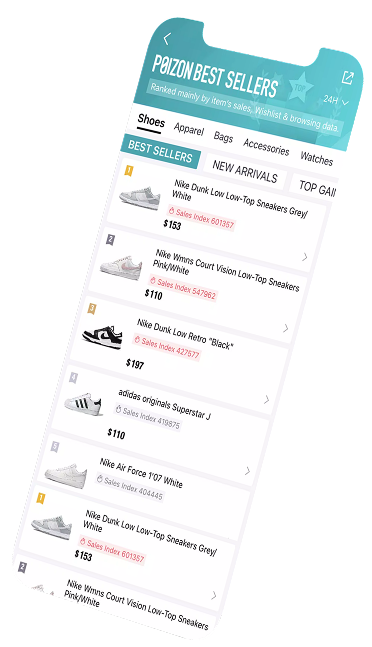 PØIZON BEST SELLERS
TOP
24H
Ranked mainly by item's sales, Wishlist & browsing data.
Shoes Apparel Bags Accessories Watches
BEST SELLERS NEW ARRIVALS TOP GAI
1
Nike Dunk Low Low-Top Sneakers Grey/
White
Sales Index 601357
$153
2
Nike Wmns Court Vision Low-Top Sneakers
Pink/White
Sales Index 547962
$110
3
Nike Dunk Low Retro "Black"
Sales Index 427577
$197
4
adidas originals Superstar J
Sales Index 419875
$110
5
Nike Air Force 1'07 White
Sales Index 404445
1
Nike Dunk Low Low-Top Sneakers Grey/
White
Sales Index 601357
$153
2
Nike Wmns Court Vision Low-Top Sneakers
Pink/White